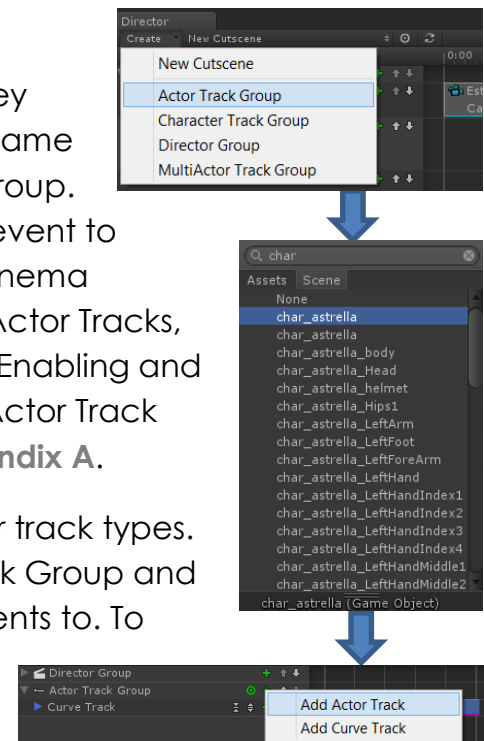 Director
Create New Cutscene
0:00
New Cutscene
Actor Track Group
Character Track Group
Director Group
MultiActor Track Group
Est
Ca
ey
ame
roup.
event to
nema
Actor Tracks,
Enabling and
Actor Track
ndix A.
r track types.
k Group and
ents to. To
char
Assets Scene
None
char_astrella
char_astrella
char_astrella_body
char_astrella_Head
char_astrella_helmet
char_astrella_Hips1
char_astrella_LeftArm
char_astrella_LeftFoot
char_astrella_LeftForeArm
char_astrella_LeftHand
char_astrella_LeftHandIndex1
char_astrella_LeftHandIndex2
char_astrella_LeftHandIndex3
char_astrella_LeftHandIndex4
char_astrella_LeftHandMiddle1
char_astrella_LeftHandMiddle2
char_astrella (Game Object)
Director Group
Actor Track Group
Curve Track
Add Actor Track
Add Curve Track